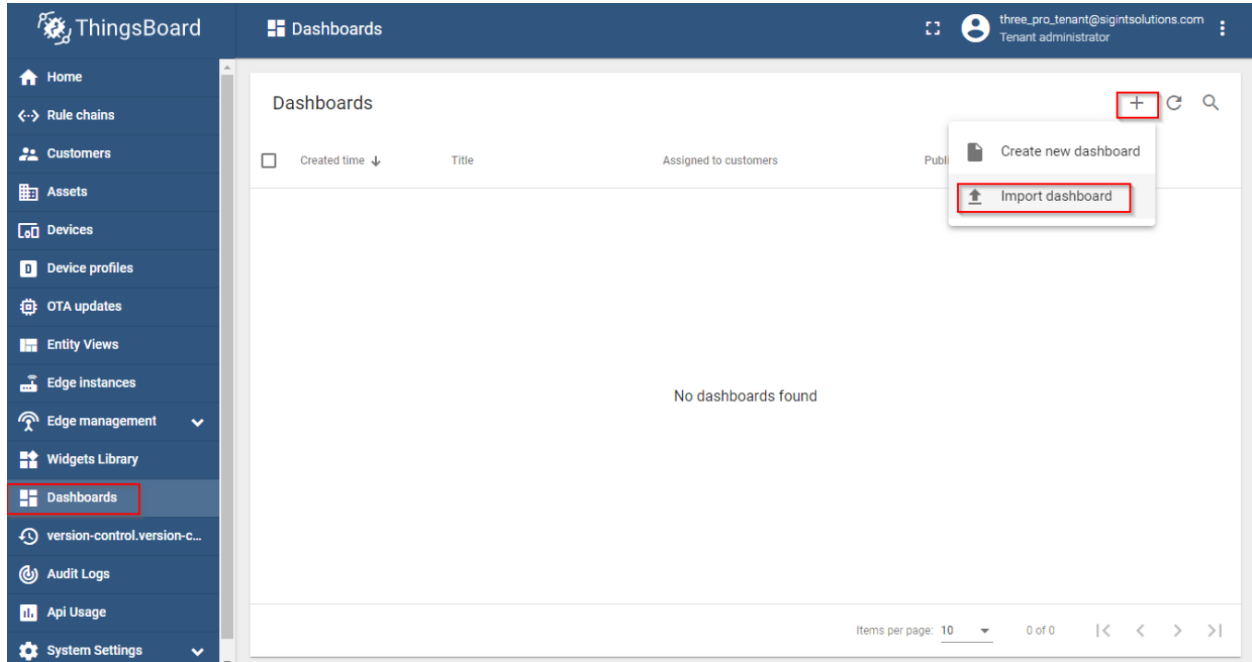 ThingsBoard
Dashboards
three_pro_tenant@sigintsolutions.com
Tenant administrator
Home
Rule chains
Customers
Assets
Devices
Device profiles
OTA updates
Entity Views
Edge instances
Edge management
Widgets Library
Dashboards
version-control.version-c...
Audit Logs
Api Usage
System Settings
Dashboards
Created time Title Assigned to customers Publi
Create new dashboard
Import dashboard
No dashboards found
Items per page: 10 0 of 0